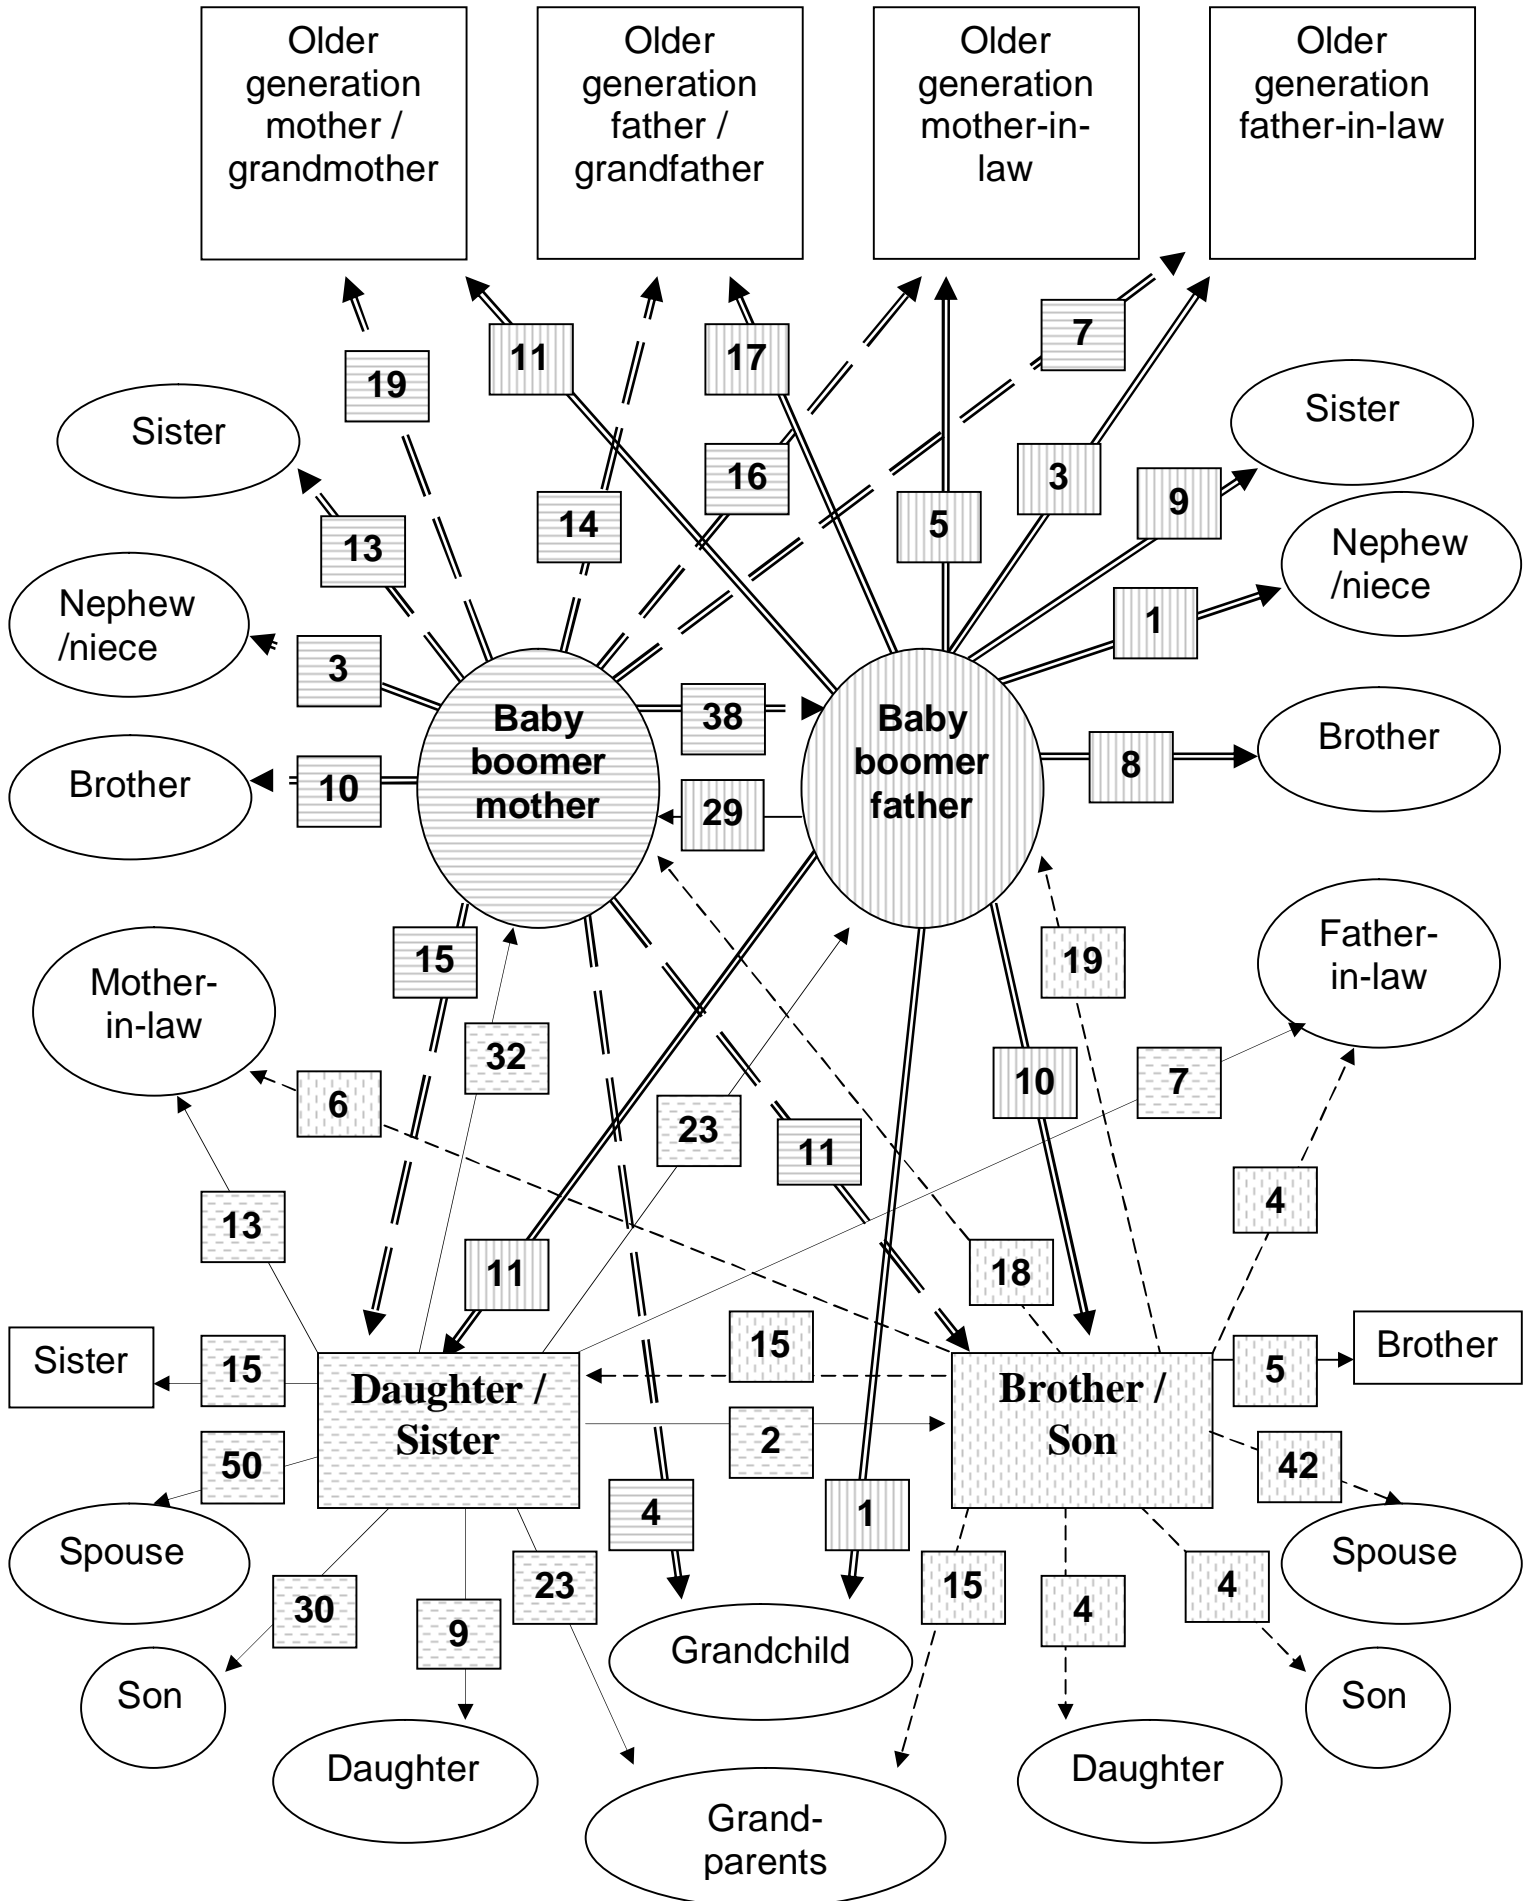 Older
generation
mother /
grandmother
Older
generation
father /
grandfather
Older
generation
mother-in-
law
Older
generation
father-in-law
7
11
17
19
Sister
Sister
16
3
9
5
14
13
Nephew
/niece
Nephew
/niece
1
3
38
Baby
boomer
mother
Baby
boomer
father
Brother
8
Brother
10
29
15
19
Father-
in-law
Mother-
in-law
32
10
7
6
23
11
4
13
11
18
15
5
Brother
Sister
15
Daughter /
Sister
Brother /
Son
2
50
42
4
1
Spouse
Spouse
30
9
23
15
4
4
Grandchild
Son
Son
Daughter
Daughter
Grand-
parents